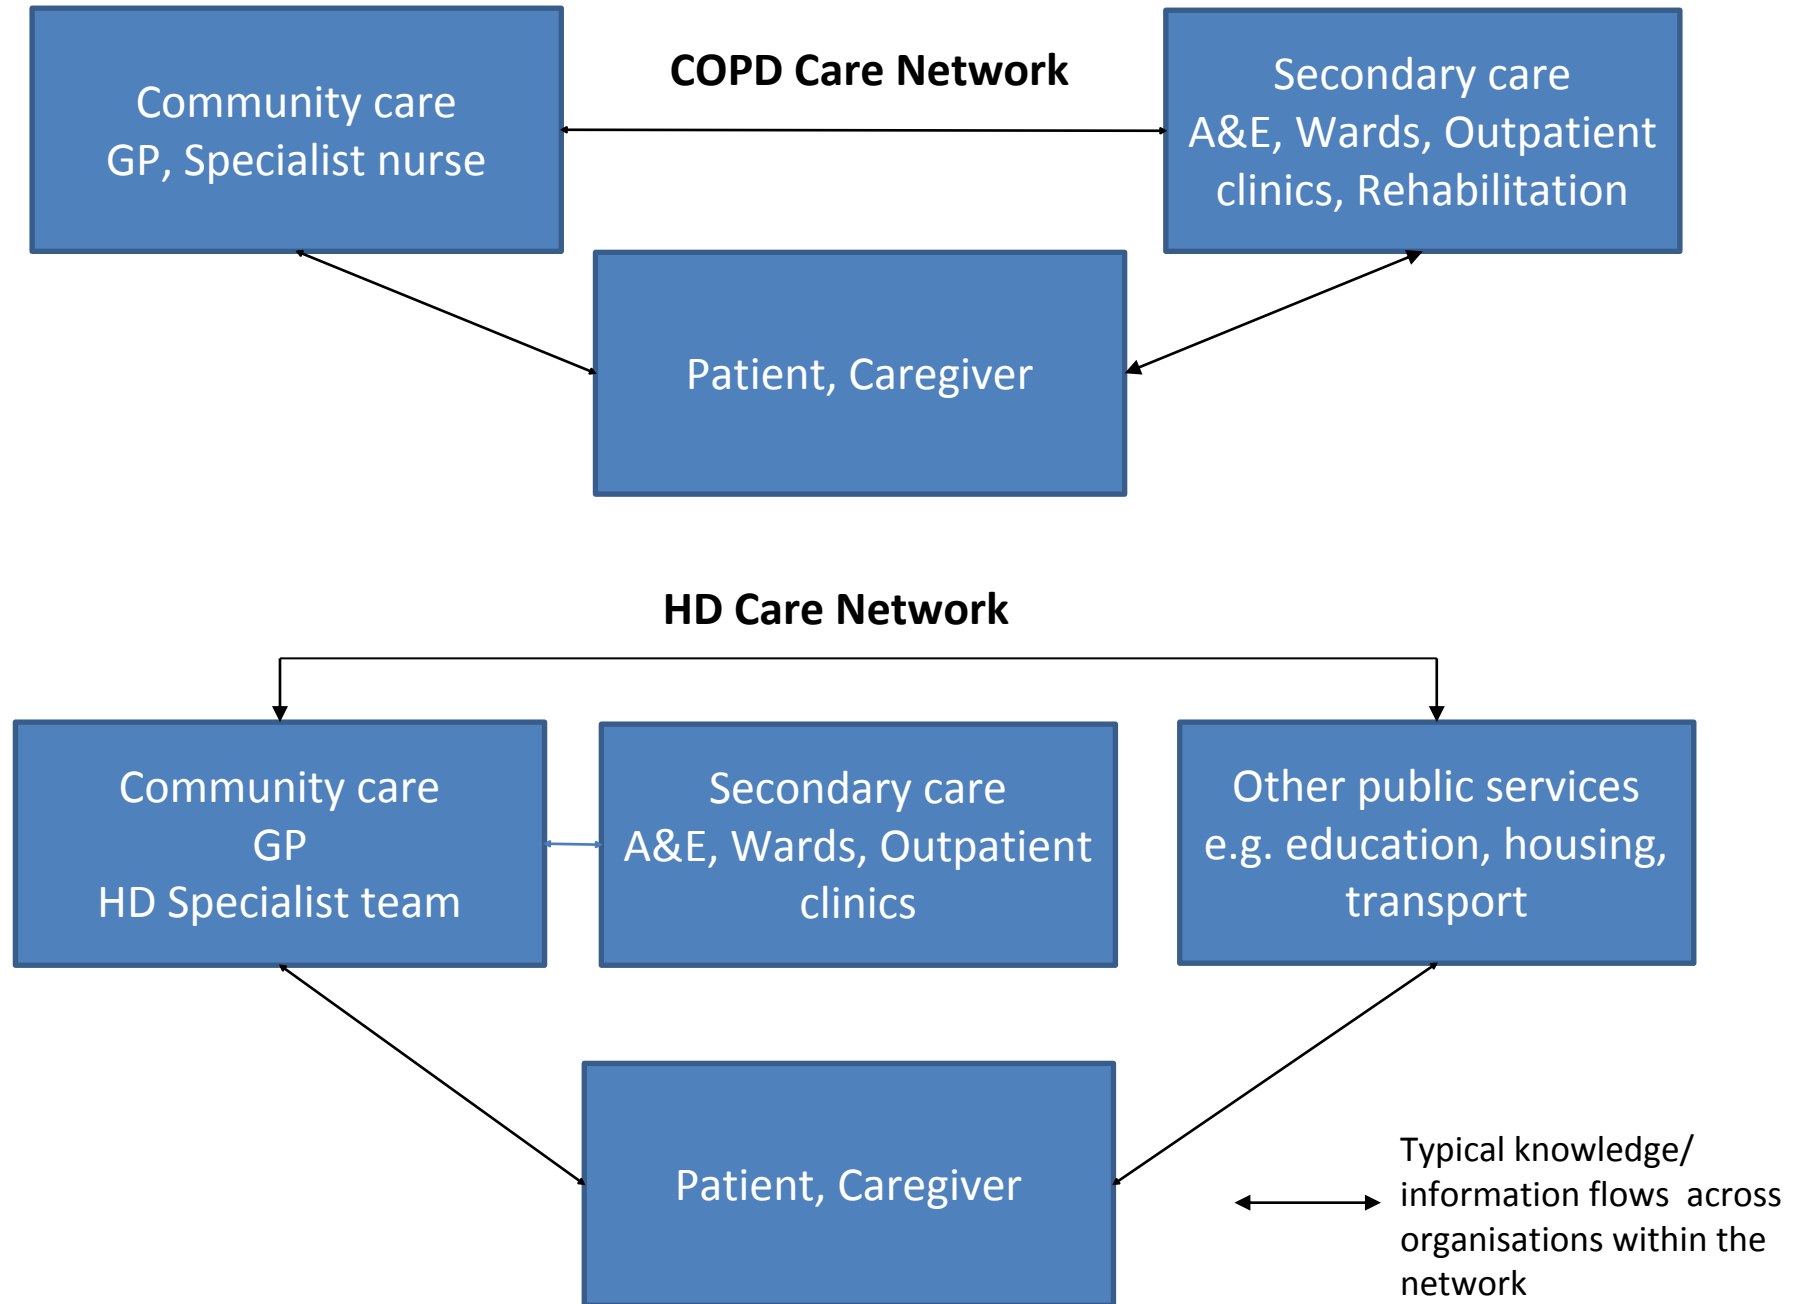 COPD Care Network
Community care
GP, Specialist nurse
Secondary care
A&E, Wards, Outpatient
clinics, Rehabilitation
Patient, Caregiver
HD Care Network
Community care
GP
HD Specialist team
Secondary care
A&E, Wards, Outpatient
clinics
Other public services
e.g. education, housing,
transport
Patient, Caregiver
Typical knowledge/
information flows across
organisations within the
network